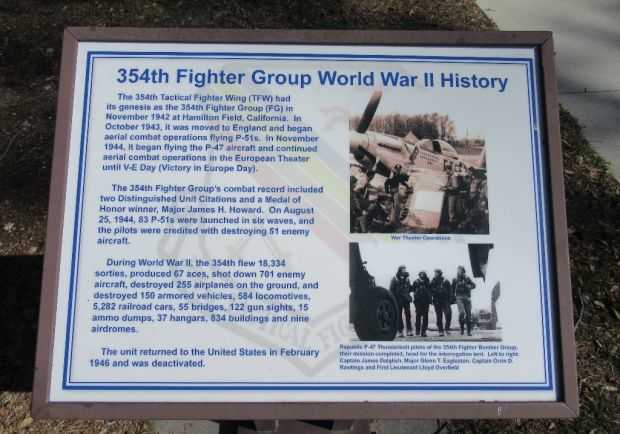 354th Fighter Group World War II History
The 354th Tactical Fighter Wing (TFW) had
its genesis as the 354th Fighter Group (FG) in
November 1942 at Hamilton Field, California. In
October 1943, it was moved to England and began
aerial combat operations flying P-51s. In November
1944, it began flying the P-47 aircraft and continued
aerial combat operations in the European Theater
until V-E Day (Victory in Europe Day).
The 354th Fighter Group's combat record included
two Distinguished Unit Citations and a Medal of
Honor winner, Major James H. Howard. On August
25, 1944, 83 P-51s were launched in six waves, and
the pilots were credited with destroying 51 enemy
aircraft.
During World War II, the 354th flew 18,334
sorties, produced 67 aces, shot down 701 enemy
aircraft, destroyed 255 airplanes on the ground, and
destroyed 150 armored vehicles, 584 locomotives,
5,282 railroad cars, 55 bridges, 122 gun sights, 15
ammo dumps, 37 hangars, 834 buildings and nine
airdromes.
The unit returned to the United States in February
1946 and was deactivated.
War Theater Operations
Republic P-47 Thunderbolt pilots of the 354th Fighter Bomber Group,
their mission completed, head for the interrogation tent. Left to right:
Captain James Dalglish, Major Glenn T. Eagleston, Captain Orrin D.
Rawlings and First Lieutenant Lloyd Overfield